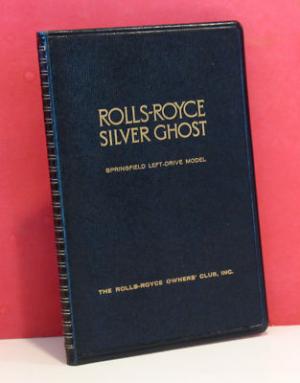 ROLLS-ROYCE
SILVER GHOST
SPRINGFIELD LEFT-DRIVE MODEL
THE ROLLS-ROYCE OWNERS' CLUB, INC.